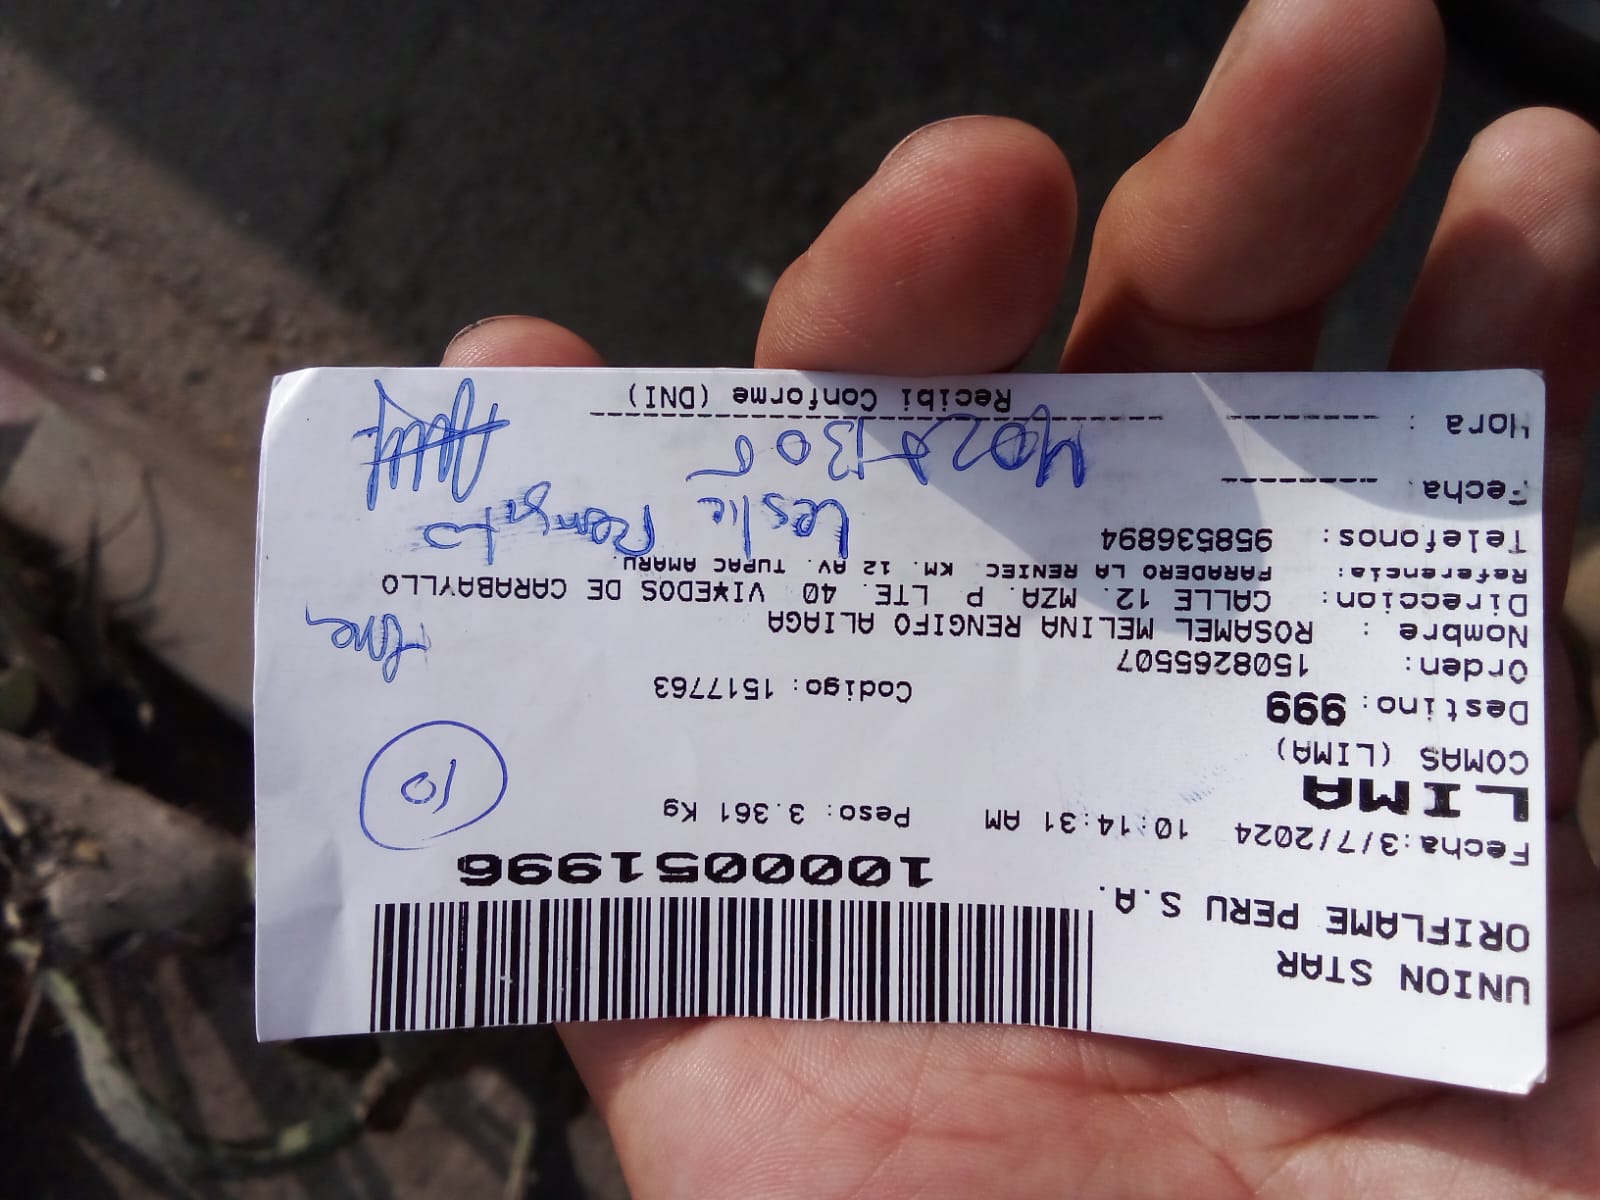 UNION STAR
ORIFLAME PERU S.A.
1000051996
Fecha:3/7/2024 10:14:31 AM Peso: 3.361 Kg
LIMA
COMAS (LIMA)
10
Destino: 999
Codigo: 1517763
Orden: 1508265507
Nombre : ROSAMEL MELINA RENGIFO ALIAGA
Direccion: CALLE 12. MZA. P LTE. 40 VI¥EDOS DE CARABAYLLO
Referencia: PARADERO LA RENIEC KM. 12 AV. TUPAC AMARU.
Telefonos: 958536894
Leslie Rengifo
Fecha:
Hora :
Recibi Conforme (DNI)